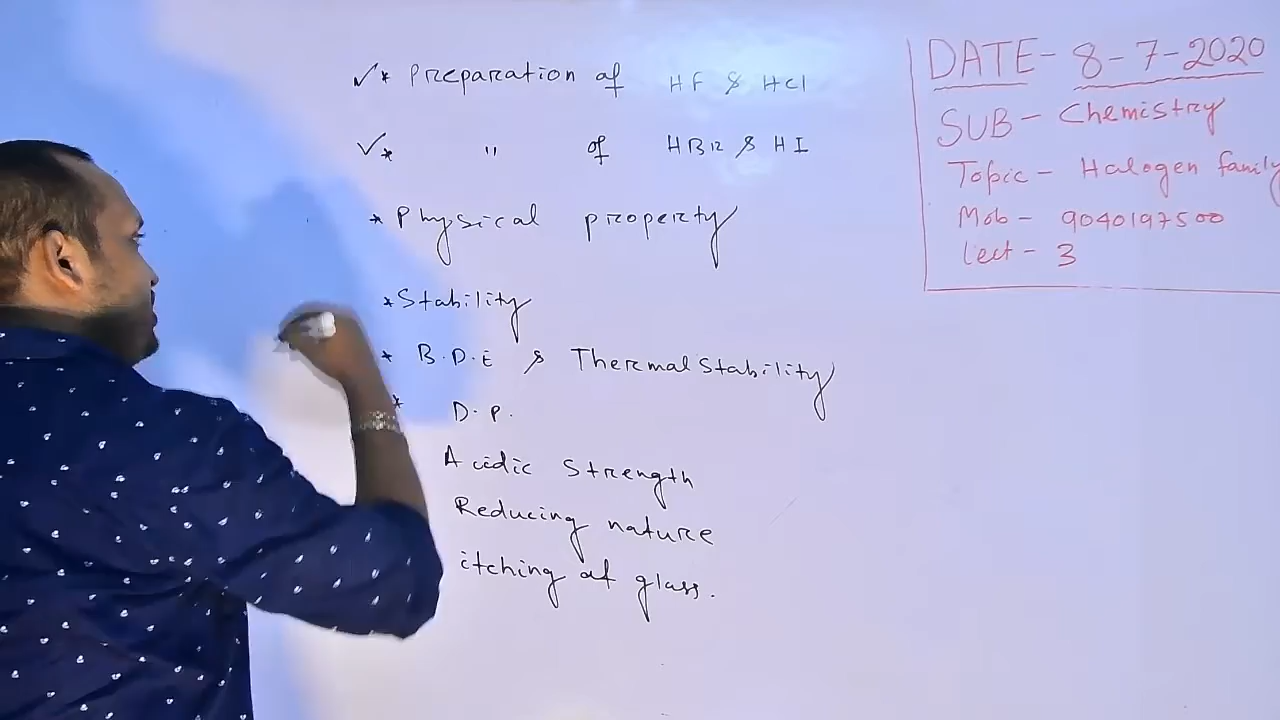 ✓* Preparation of HF & HCl
✓* " of HBr & HI
* Physical property
* Stability
* B.D.E & Thermal Stability
* D.P.
Acidic Strength
Reducing nature
itching of glass.
DATE - 8-7-2020
SUB - Chemistry
Topic - Halogen family
Mob - 9040197500
Lect - 3